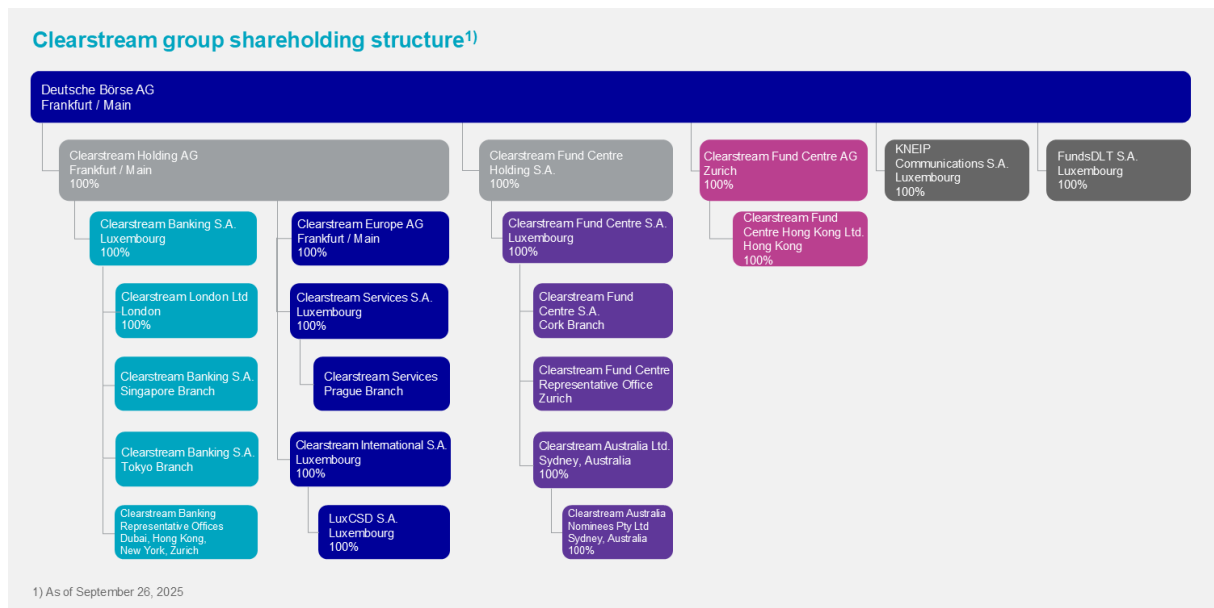 Clearstream group shareholding structure1)
Deutsche Börse AG
Frankfurt / Main
Clearstream Holding AG
Frankfurt / Main
100%
Clearstream Banking S.A.
Luxembourg
100%
Clearstream London Ltd
London
100%
Clearstream Banking S.A.
Singapore Branch
Clearstream Banking S.A.
Tokyo Branch
Clearstream Banking
Representative Offices
Dubai, Hong Kong,
New York, Zurich
Clearstream Europe AG
Frankfurt / Main
100%
Clearstream Services S.A.
Luxembourg
100%
Clearstream Services
Prague Branch
Clearstream International S.A.
Luxembourg
100%
LuxCSD S.A.
Luxembourg
100%
Clearstream Fund Centre
Holding S.A.
100%
Clearstream Fund Centre S.A.
Luxembourg
100%
Clearstream Fund
Centre S.A.
Cork Branch
Clearstream Fund Centre
Representative Office
Zurich
Clearstream Australia Ltd.
Sydney, Australia
100%
Clearstream Australia
Nominees Pty Ltd
Sydney, Australia
100%
Clearstream Fund Centre AG
Zurich
100%
Clearstream Fund
Centre Hong Kong Ltd.
Hong Kong
100%
KNEIP
Communications S.A.
Luxembourg
100%
FundsDLT S.A.
Luxembourg
100%
1) As of September 26, 2025